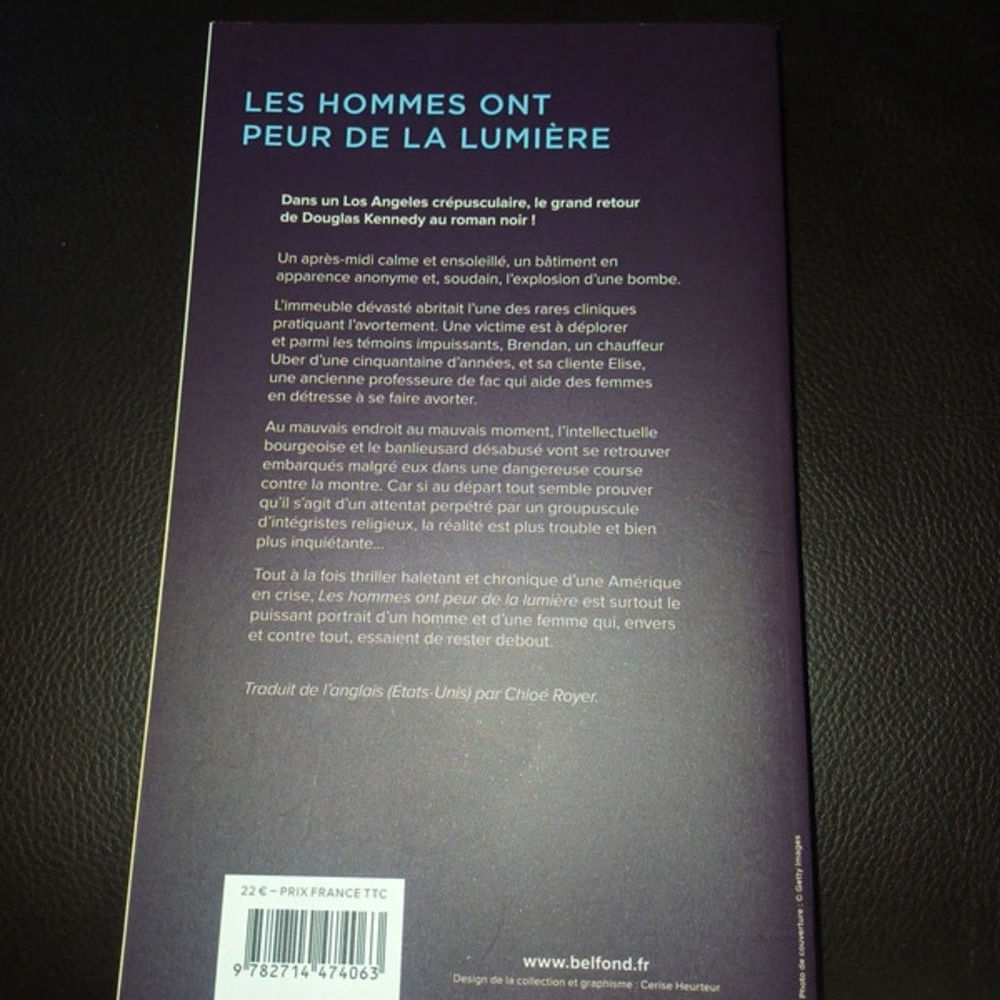 LES HOMMES ONT
PEUR DE LA LUMIÈRE
Dans un Los Angeles crépusculaire, le grand retour
de Douglas Kennedy au roman noir !
Un après-midi calme et ensoleillé, un bâtiment en
apparence anonyme et, soudain, l'explosion d'une bombe.
L'immeuble dévasté abritait l'une des rares cliniques
pratiquant l'avortement. Une victime est à déplorer
et parmi les témoins impuissants, Brendan, un chauffeur
Uber d'une cinquantaine d'années, et sa cliente Elise,
une ancienne professeure de fac qui aide des femmes
en détresse à se faire avorter.
Au mauvais endroit au mauvais moment, l'intellectuelle
bourgeoise et le banlieusard désabusé vont se retrouver
embarqués malgré eux dans une dangereuse course
contre la montre. Car si au départ tout semble prouver
qu'il s'agit d'un attentat perpétré par un groupuscule
d'intégristes religieux, la réalité est plus trouble et bien
plus inquiétante...
Tout à la fois thriller haletant et chronique d'une Amérique
en crise, Les hommes ont peur de la lumière est surtout le
puissant portrait d'un homme et d'une femme qui, envers
et contre tout, essaient de rester debout.
Traduit de l'anglais (États-Unis) par Chloé Royer.
22 € – PRIX FRANCE TTC
9 782714 474063
www.belfond.fr
Design de la collection et graphisme : Cerise Heurteur
Photo de couverture : © Getty Images